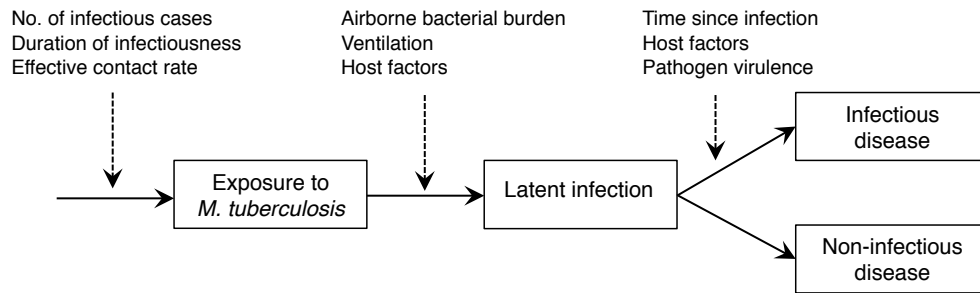 No. of infectious cases
Duration of infectiousness
Effective contact rate
Airborne bacterial burden
Ventilation
Host factors
Time since infection
Host factors
Pathogen virulence
Exposure to
M. tuberculosis
Latent infection
Infectious
disease
Non-infectious
disease